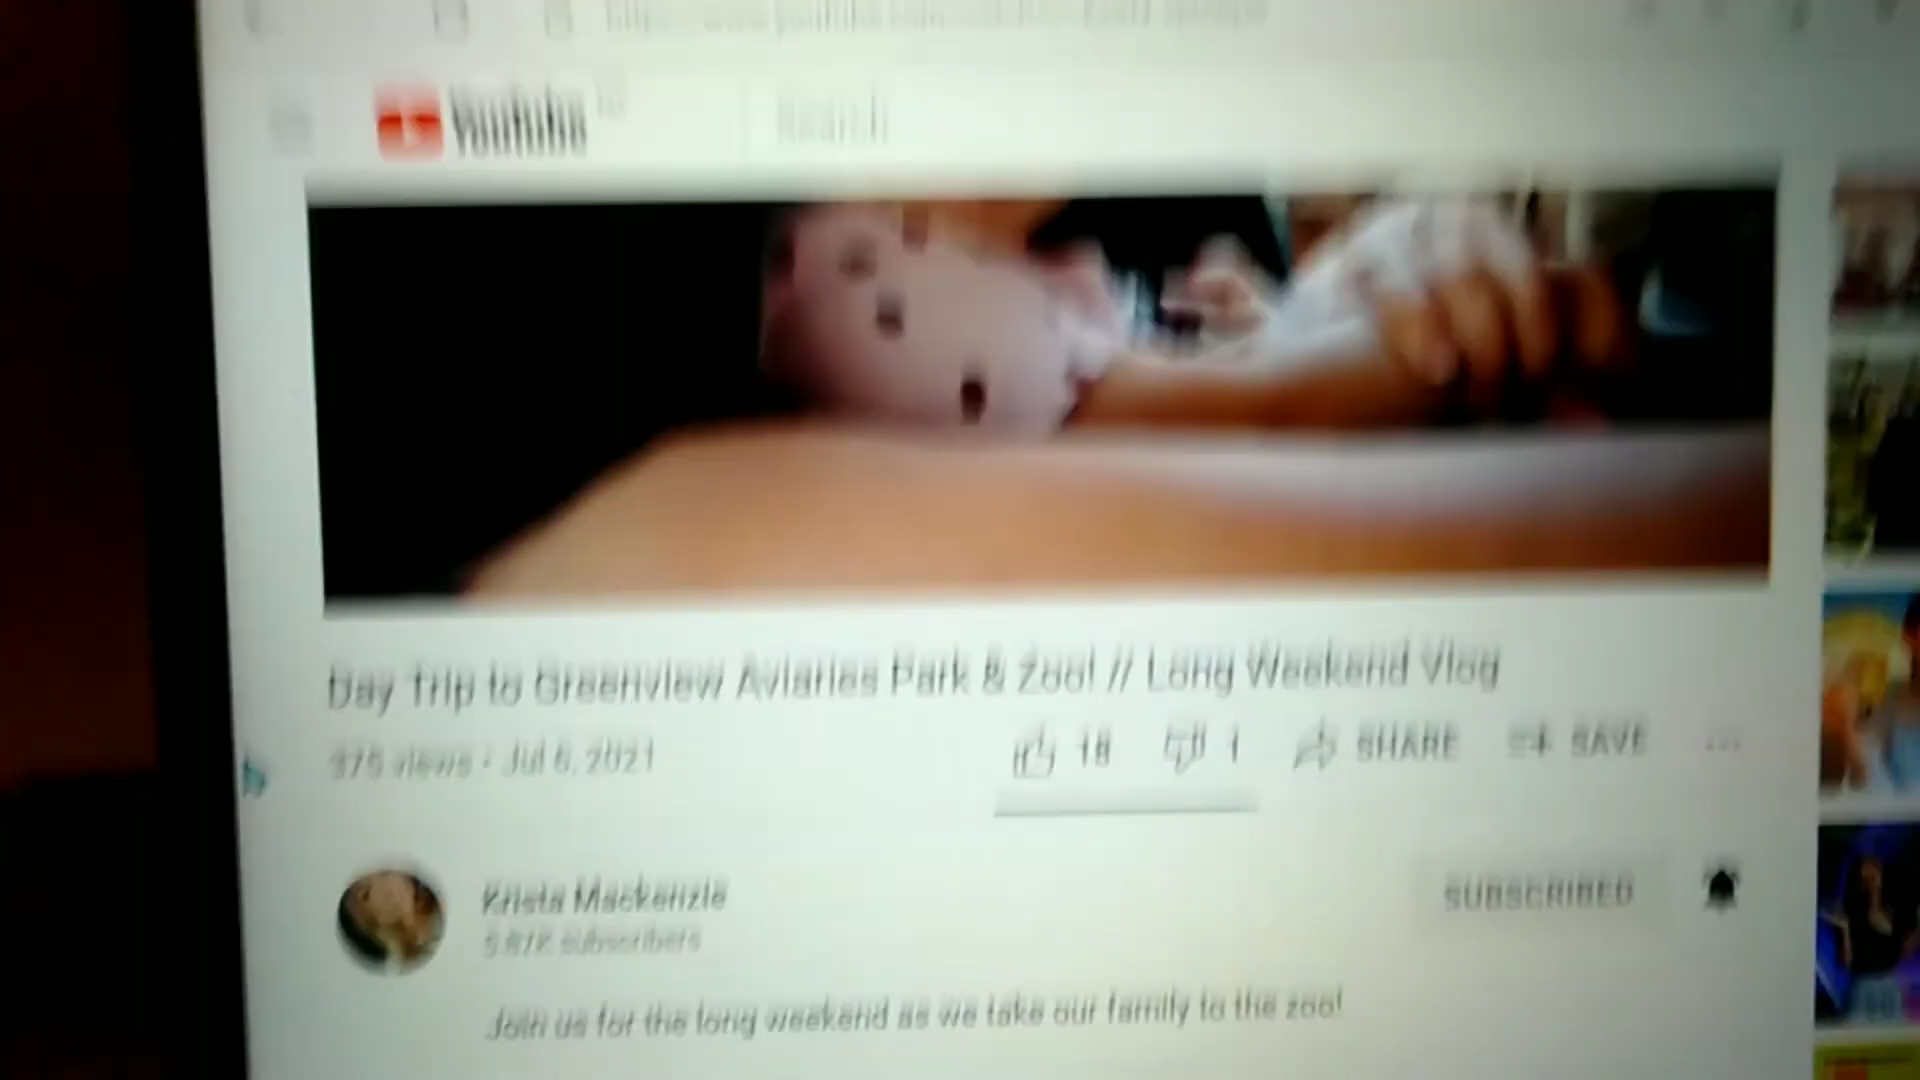 YouTube
Search
Day Trip to Greenview Aviaries Park & Zoo! // Long Weekend Vlog
375 views • Jul 6, 2021
18 1 SHARE SAVE
Krista Mackenzie
subscribers
SUBSCRIBED
Join us for the long weekend as we take our family to the zoo!